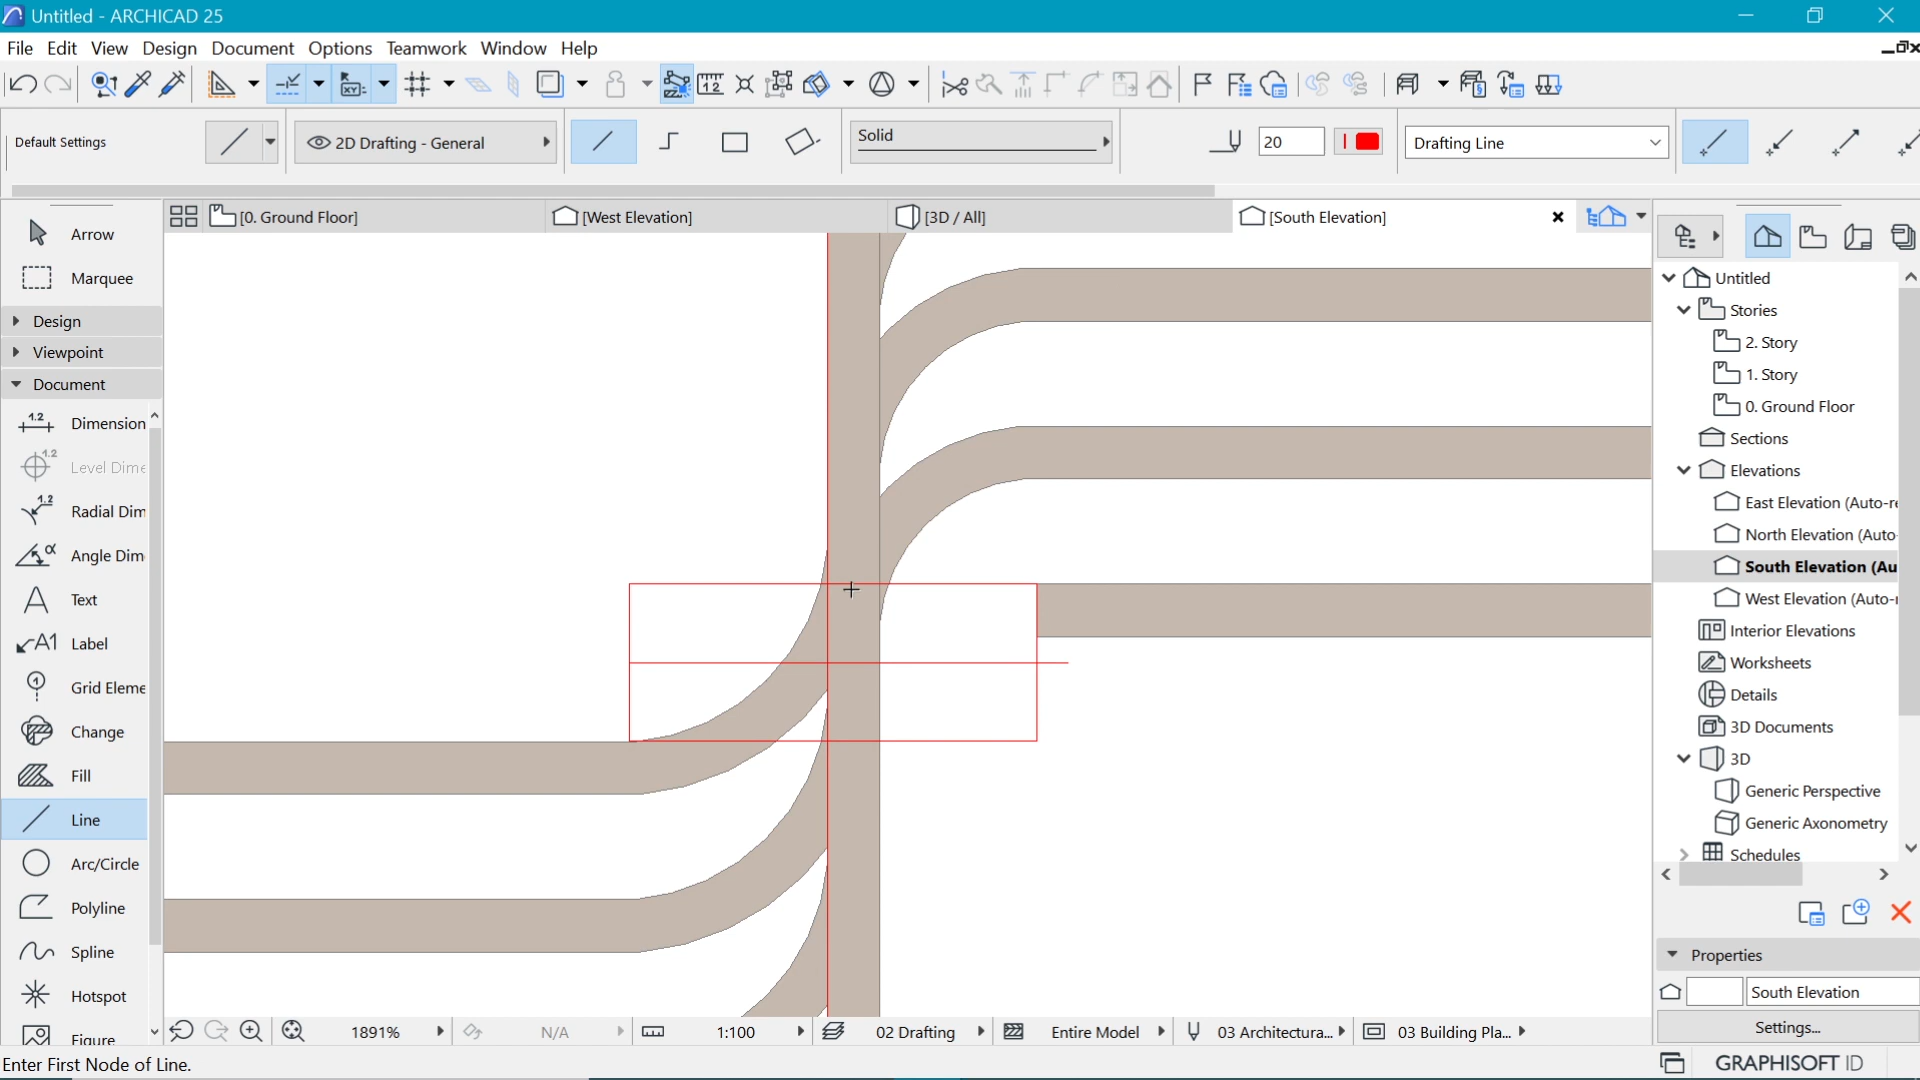 Untitled - ARCHICAD 25
File Edit View Design Document Options Teamwork Window Help
Default Settings
2D Drafting - General
Solid
20
Drafting Line
[0. Ground Floor]
[West Elevation]
[3D / All]
[South Elevation]
Arrow
Marquee
Design
Viewpoint
Document
Dimension
Level Dime
Radial Dim
Angle Dim
Text
Label
Grid Eleme
Change
Fill
Line
Arc/Circle
Polyline
Spline
Hotspot
Figure
Untitled
Stories
2. Story
1. Story
0. Ground Floor
Sections
Elevations
East Elevation (Auto-re
North Elevation (Auto-
South Elevation (Au
West Elevation (Auto-r
Interior Elevations
Worksheets
Details
3D Documents
3D
Generic Perspective
Generic Axonometry
Schedules
Properties
South Elevation
Settings...
1891%
N/A
1:100
02 Drafting
Entire Model
03 Architectura...
03 Building Pla...
Enter First Node of Line.
GRAPHISOFT ID